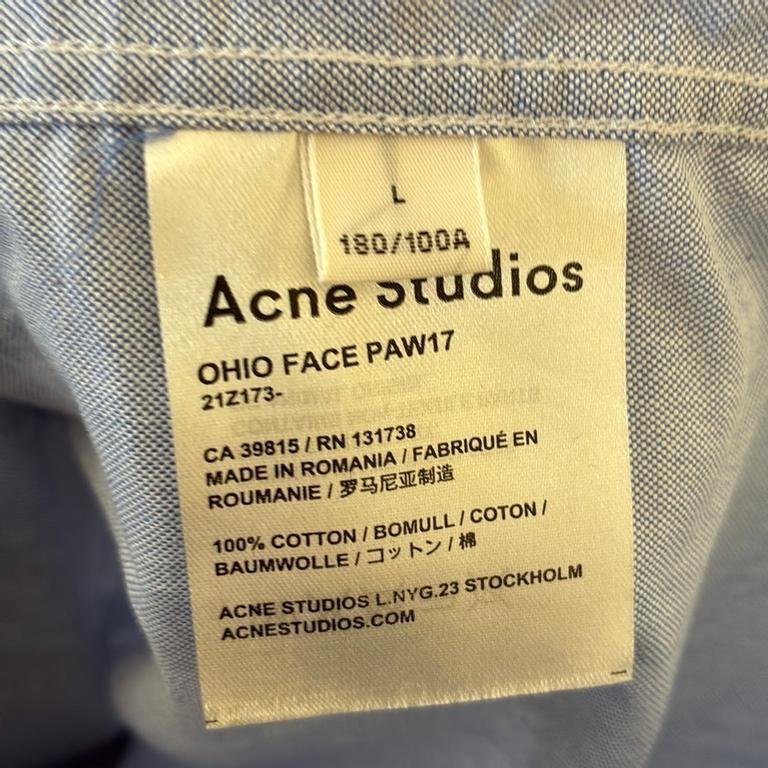 L
180/100A
Acne Studios
OHIO FACE PAW17
21Z173-
CA 39815 / RN 131738
MADE IN ROMANIA / FABRIQUÉ EN
ROUMANIE / 罗马尼亚制造
100% COTTON / BOMULL / COTON /
BAUMWOLLE / コットン / 棉
ACNE STUDIOS L.NYG.23 STOCKHOLM
ACNESTUDIOS.COM